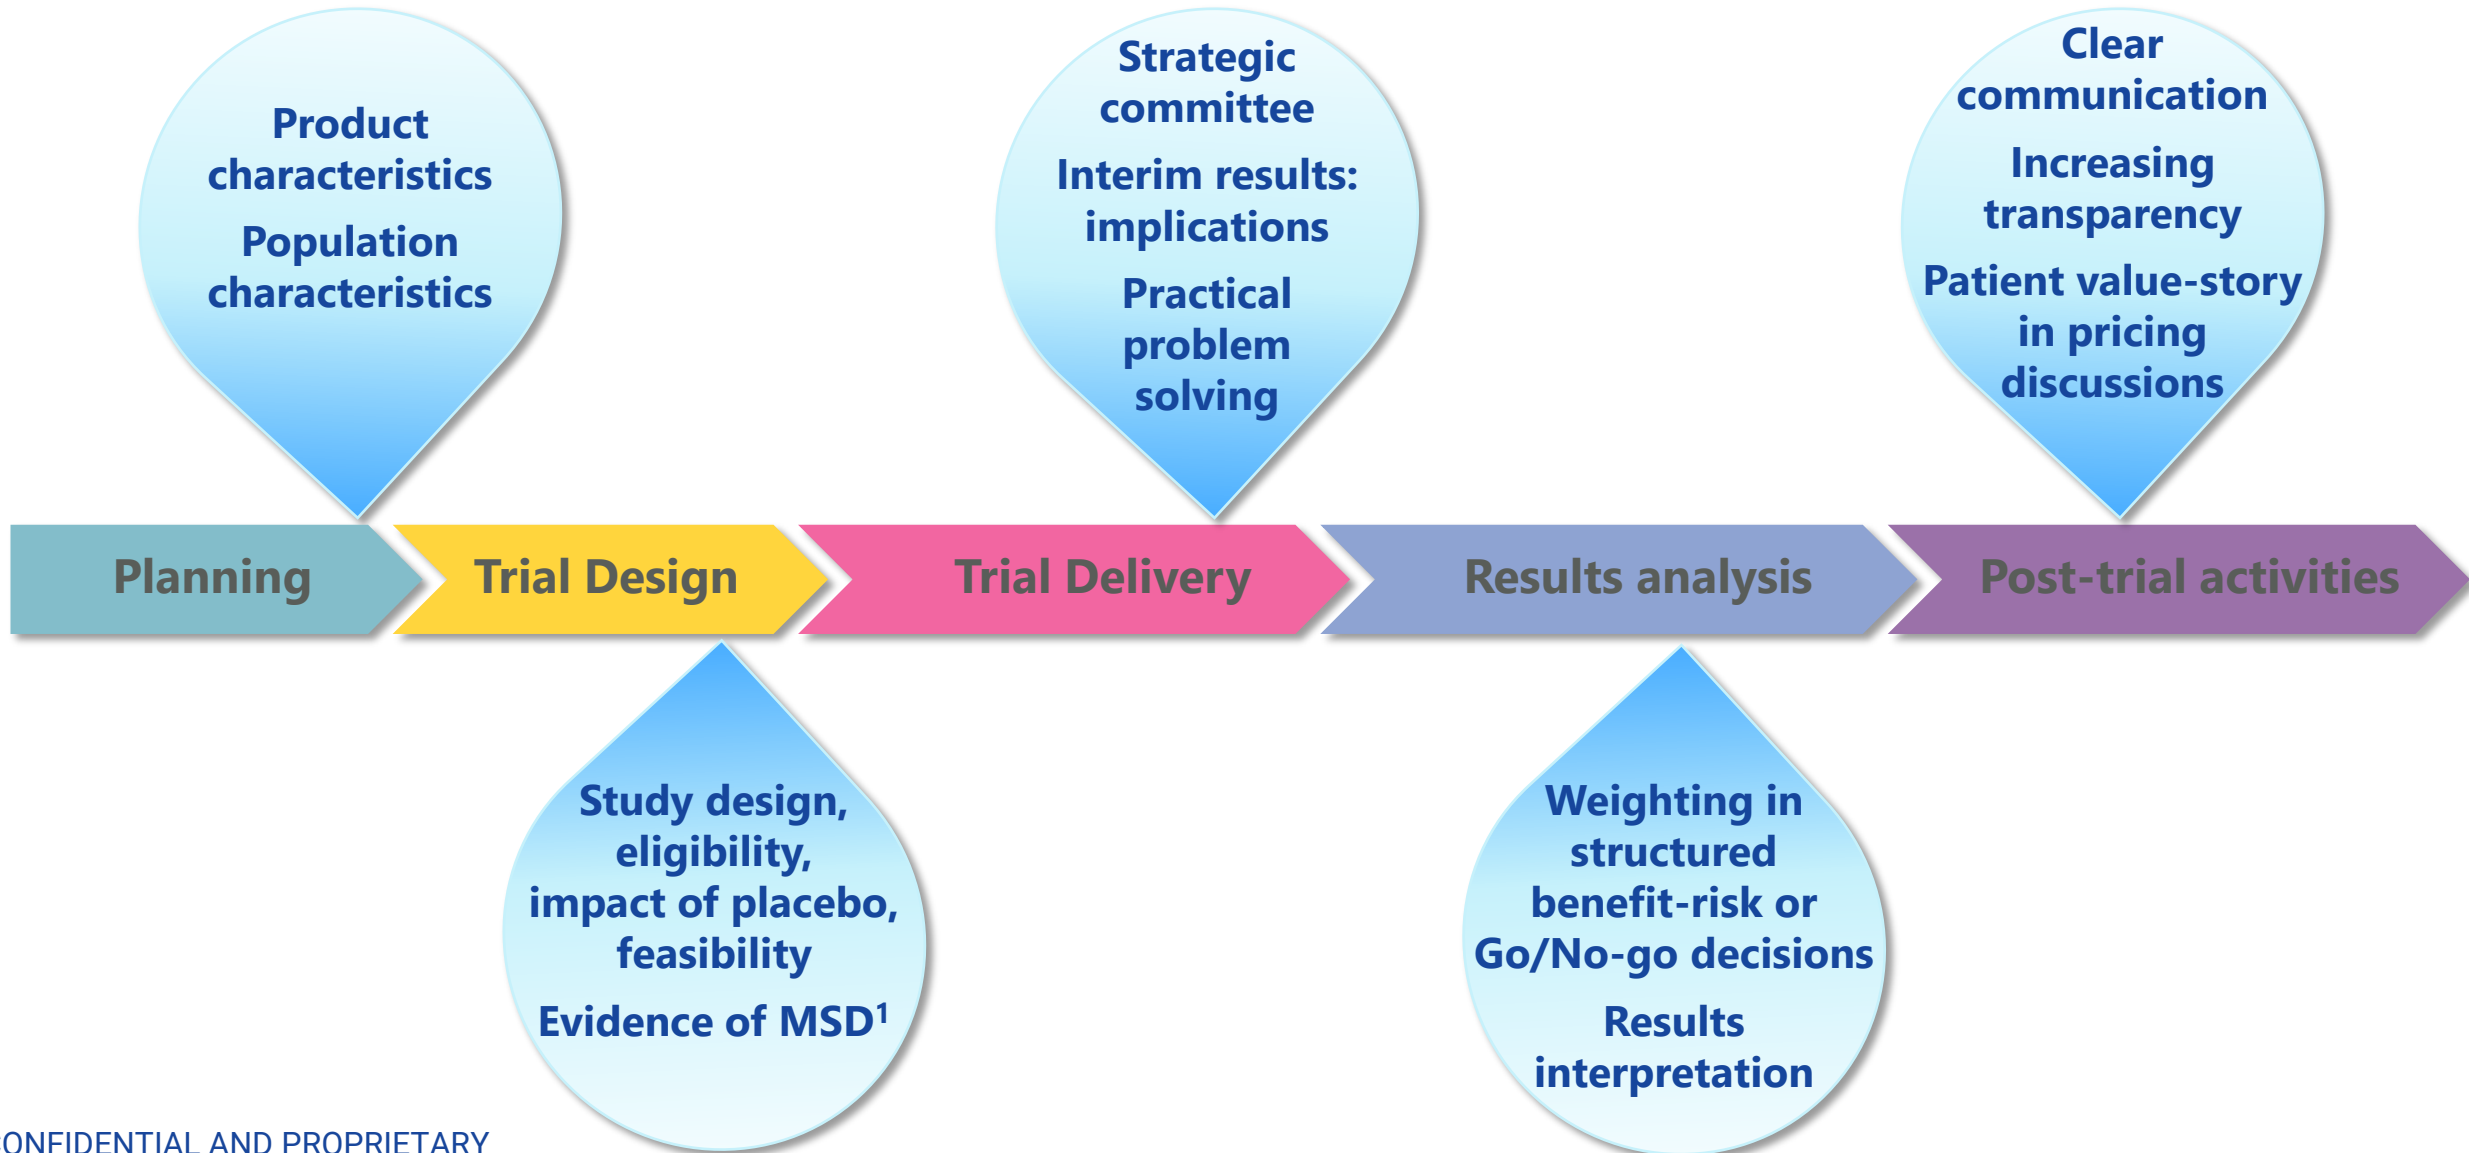 Product
characteristics
Population
characteristics
Strategic
committee
Interim results:
implications
Practical
problem
solving
Clear
communication
Increasing
transparency
Patient value-story
in pricing
discussions
Planning
Trial Design
Trial Delivery
Results analysis
Post-trial activities
Study design,
eligibility,
impact of placebo,
feasibility
Evidence of MSD¹
Weighting in
structured
benefit-risk or
Go/No-go decisions
Results
interpretation
ONFIDENTIAL AND PROPRIETARY